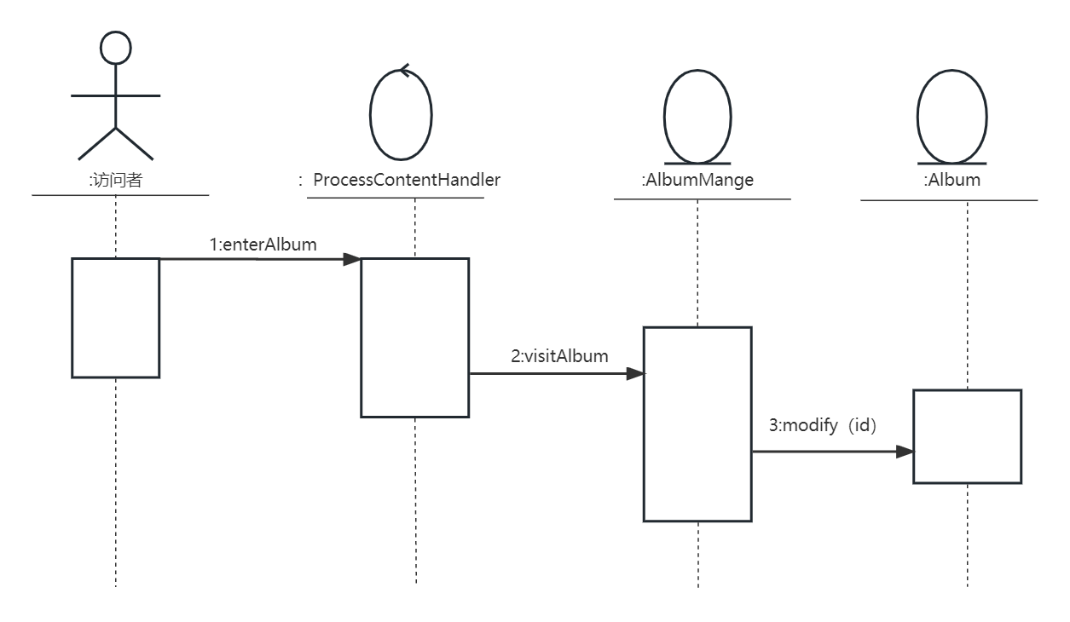 :访问者
：ProcessContentHandler
:AlbumMange
:Album
1:enterAlbum
2:visitAlbum
3:modify（id）